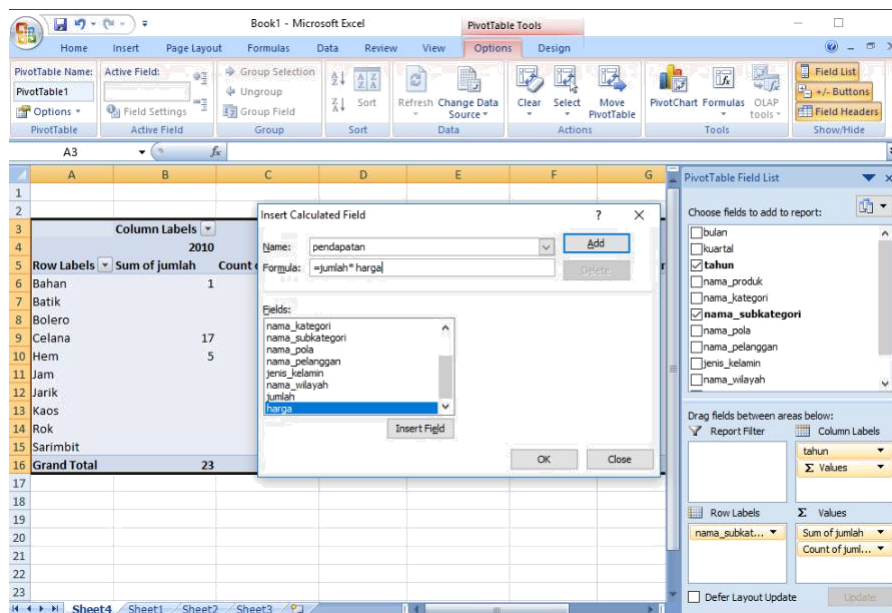 Book1 - Microsoft Excel
PivotTable Tools
Home Insert Page Layout Formulas Data Review View Options Design
PivotTable Name:
PivotTable1
Options
PivotTable
Active Field:
Field Settings
Active Field
Group Selection
Ungroup
Group Field
Group
Sort
Sort
Refresh
Change Data Source
Data
Clear
Select
Move PivotTable
Actions
PivotChart
Formulas
OLAP tools
Tools
Field List
+/- Buttons
Field Headers
Show/Hide
A3
fx
A B C D E F G
1
2
3 Column Labels
4 2010
5 Row Labels Sum of jumlah Count
6 Bahan 1
7 Batik
8 Bolero
9 Celana 17
10 Hem 5
11 Jam
12 Jarik
13 Kaos
14 Rok
15 Sarimbit
16 Grand Total 23
17
18
19
20
21
22
23
Insert Calculated Field ?
Name: pendapatan
Add
Formula: =jumlah* harga
Delete
Fields:
nama_kategori
nama_subkategori
nama_pola
nama_pelanggan
jenis_kelamin
nama_wilayah
jumlah
harga
Insert Field
OK
Close
PivotTable Field List
Choose fields to add to report:
bulan
kuartal
tahun
nama_produk
nama_kategori
nama_subkategori
nama_pola
nama_pelanggan
jenis_kelamin
nama_wilayah
Drag fields between areas below:
Report Filter
Column Labels
tahun
Σ Values
Row Labels
Σ Values
nama_subkat...
Sum of jumlah
Count of juml...
Defer Layout Update
Update
Sheet4 Sheet1 Sheet2 Sheet3